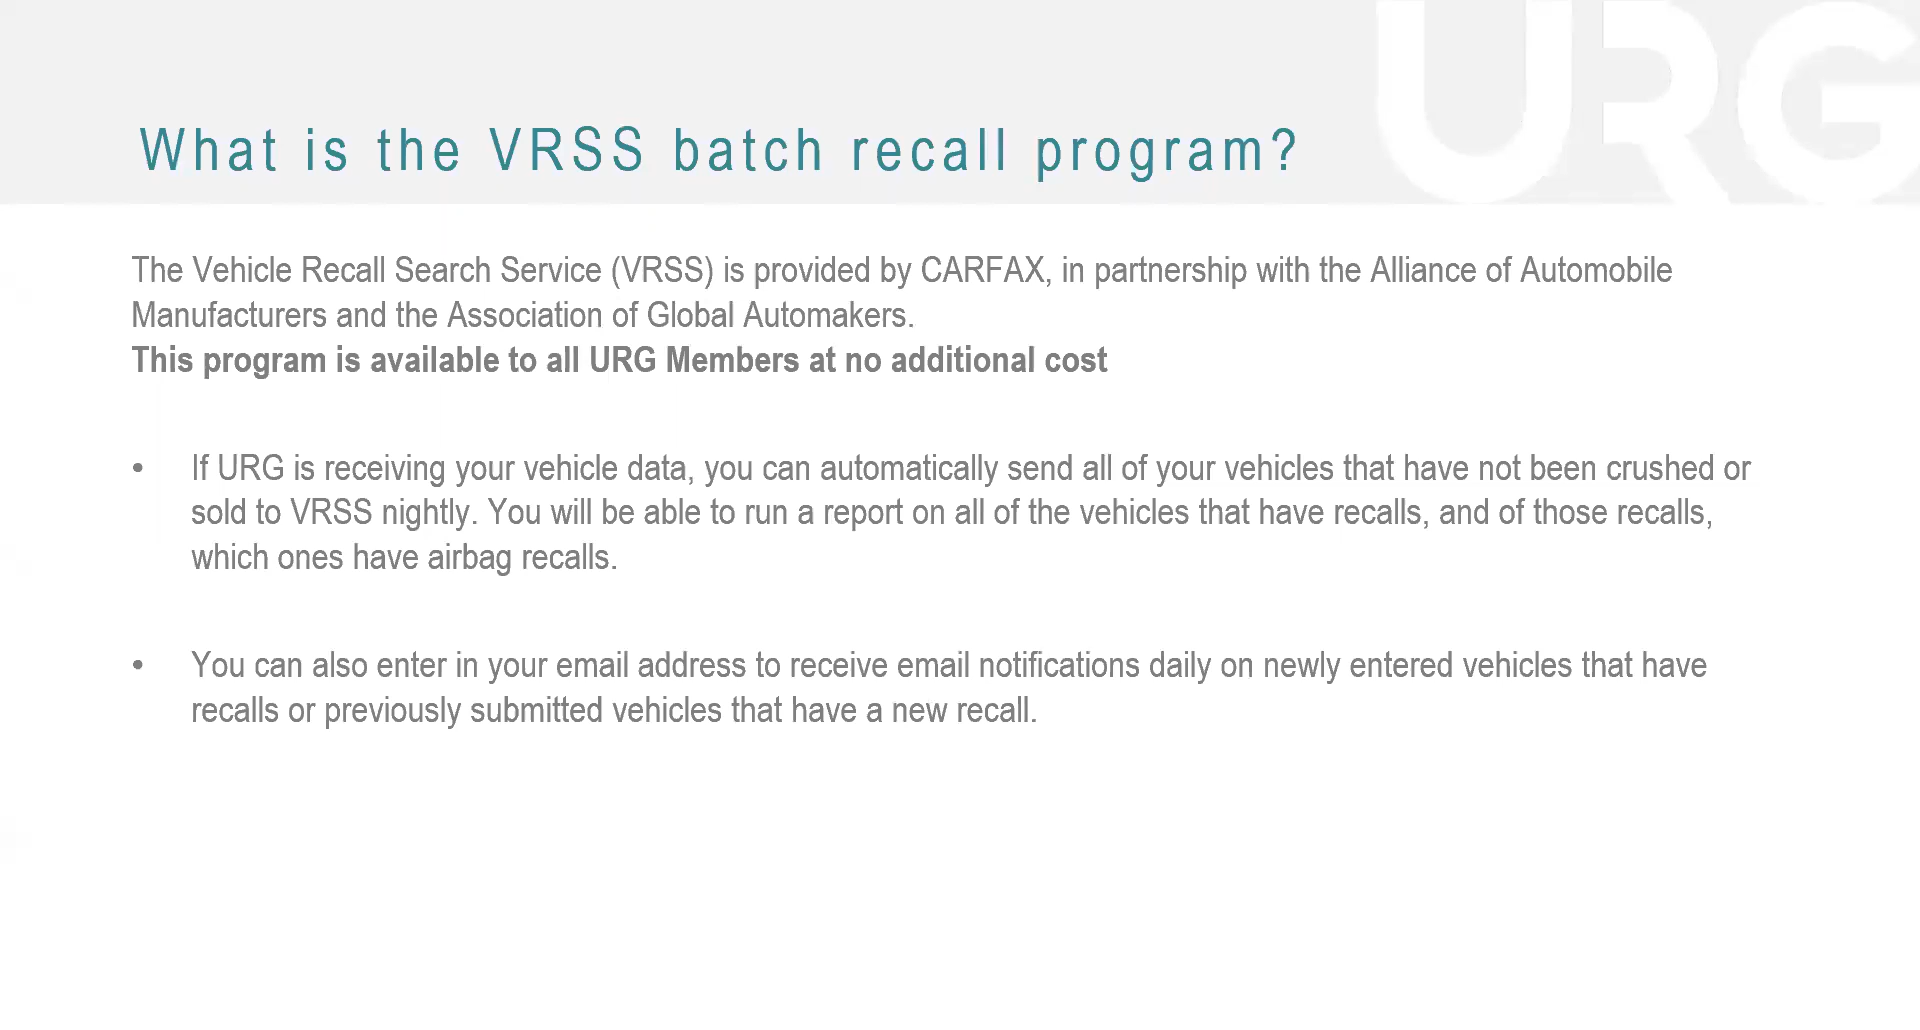 URG
What is the VRSS batch recall program?
The Vehicle Recall Search Service (VRSS) is provided by CARFAX, in partnership with the Alliance of Automobile
Manufacturers and the Association of Global Automakers.
This program is available to all URG Members at no additional cost
• If URG is receiving your vehicle data, you can automatically send all of your vehicles that have not been crushed or
sold to VRSS nightly. You will be able to run a report on all of the vehicles that have recalls, and of those recalls,
which ones have airbag recalls.
• You can also enter in your email address to receive email notifications daily on newly entered vehicles that have
recalls or previously submitted vehicles that have a new recall.